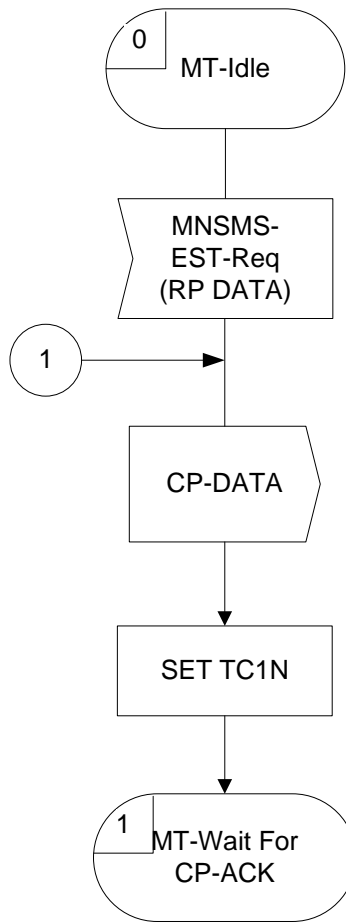 0
MT-Idle
MNSMS-
EST-Req
(RP DATA)
1
CP-DATA
SET TC1N
1
MT-Wait For
CP-ACK